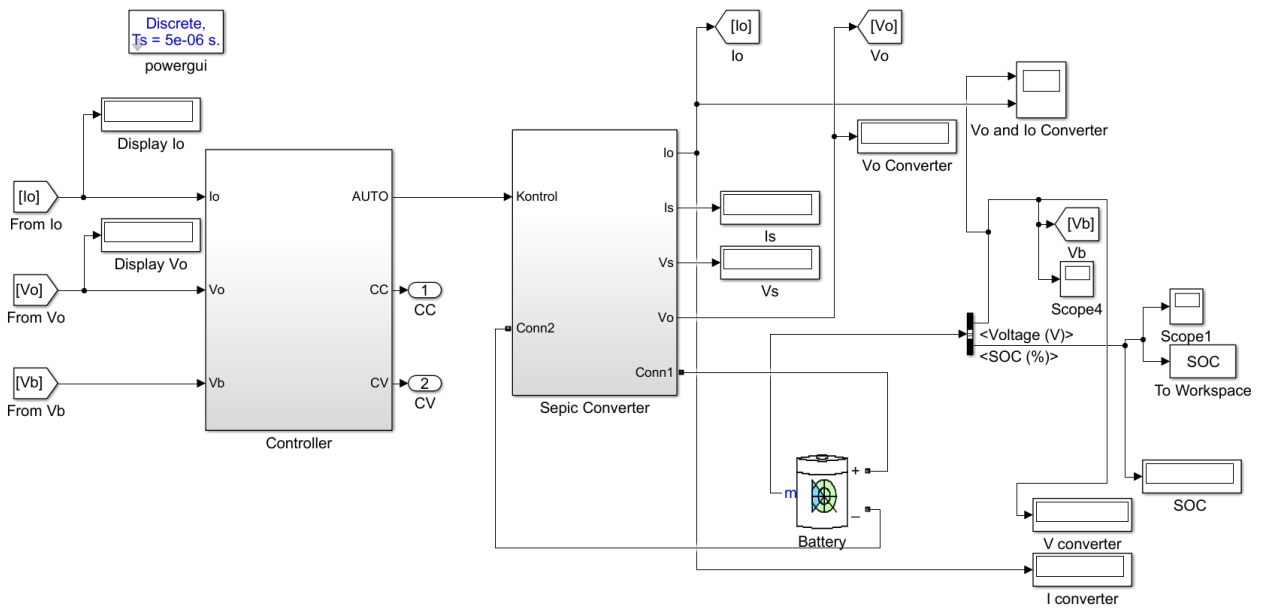 Discrete,
Ts = 5e-06 s.
powergui
[Io]
Io
[Vo]
Vo
Vo and Io Converter
Display Io
Vo Converter
[Io]
From Io
Io
AUTO
Kontrol
Io
Is
Is
[Vb]
Vb
Display Vo
Vs
Vs
[Vo]
From Vo
Vo
CC
1
CC
Scope4
Conn2
Vo
<Voltage (V)>
<SOC (%)>
Scope1
SOC
To Workspace
[Vb]
From Vb
Vb
CV
2
CV
Conn1
Sepic Converter
Controller
+
m
–
Battery
SOC
V converter
I converter